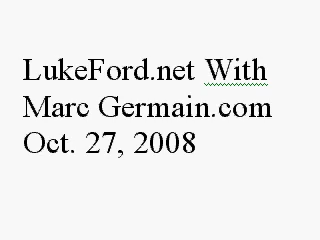 LukeFord.net With
Marc Germain.com
Oct. 27, 2008